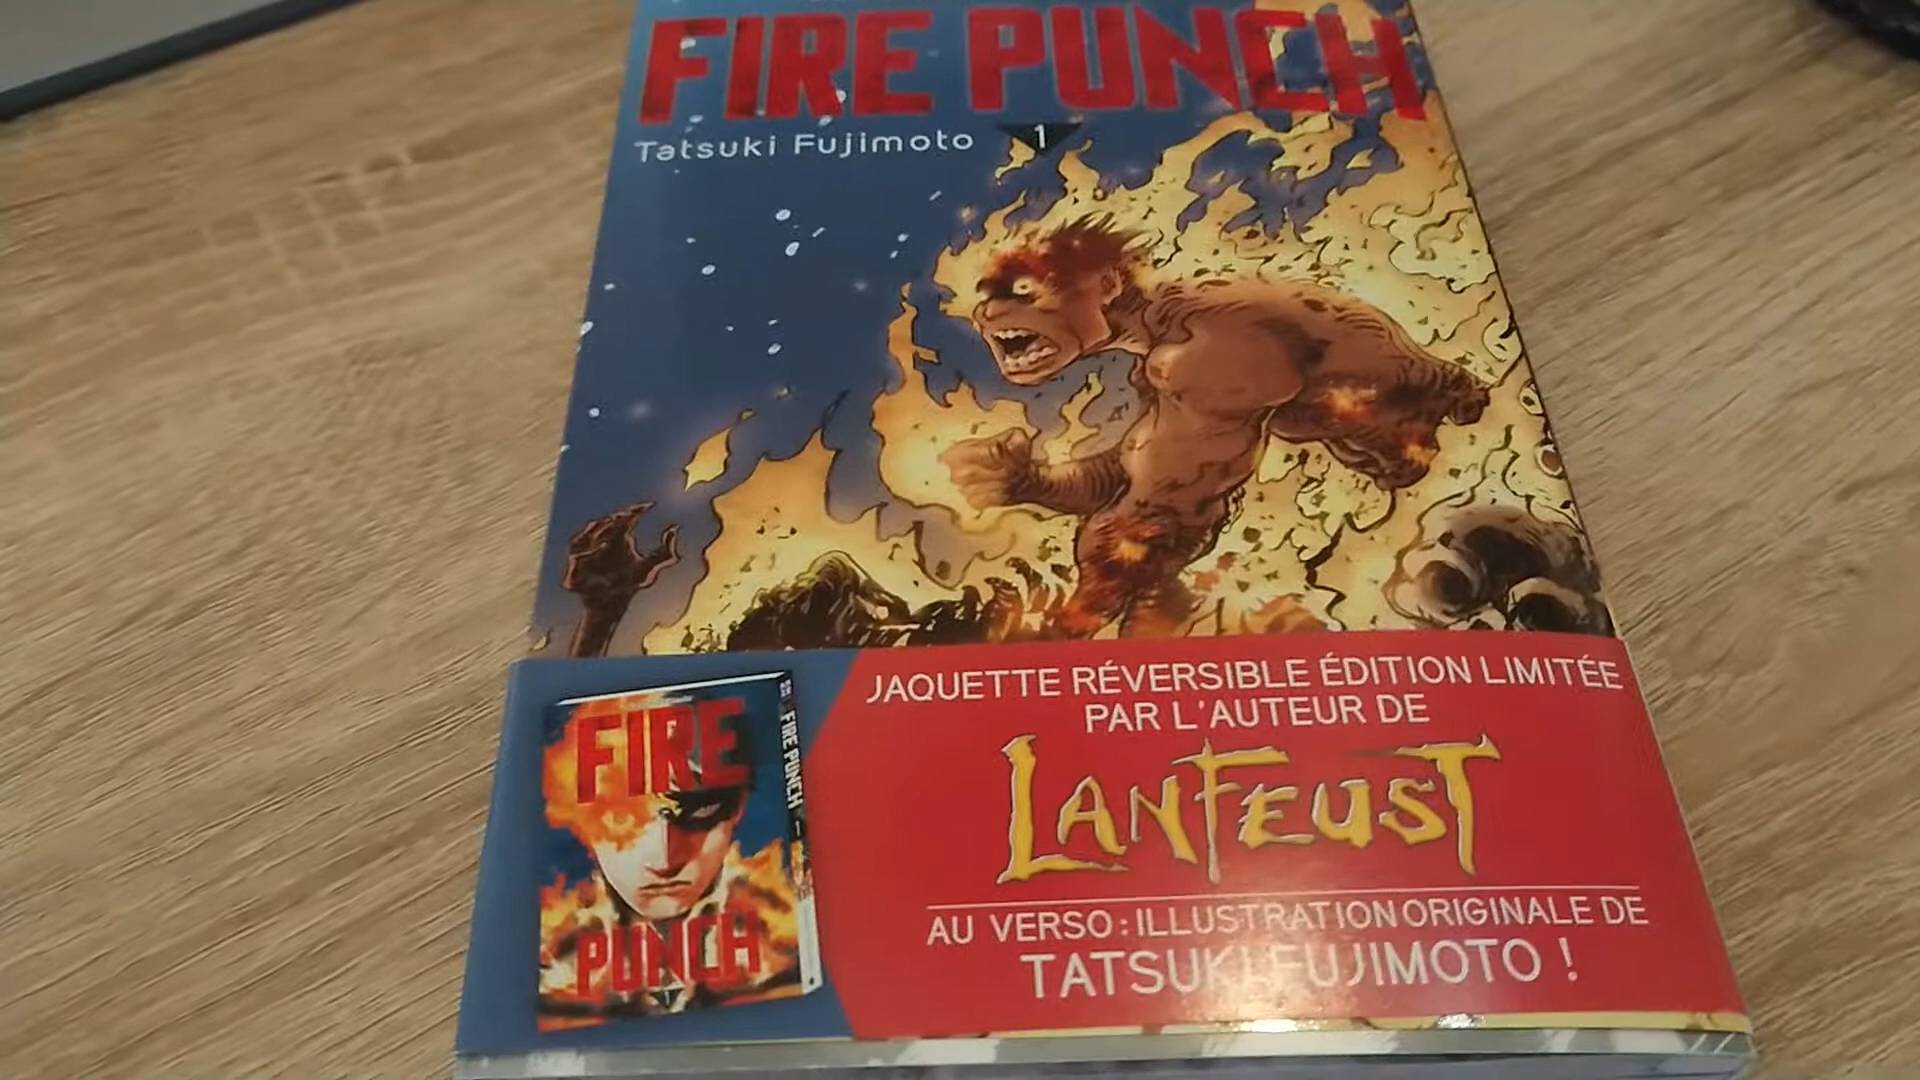 FIRE PUNCH
Tatsuki Fujimoto 1
JAQUETTE RÉVERSIBLE ÉDITION LIMITÉE
PAR L'AUTEUR DE
LANFEUST
AU VERSO : ILLUSTRATION ORIGINALE DE
TATSUKI FUJIMOTO !
FIRE
PUNCH
1
FIRE PUNCH